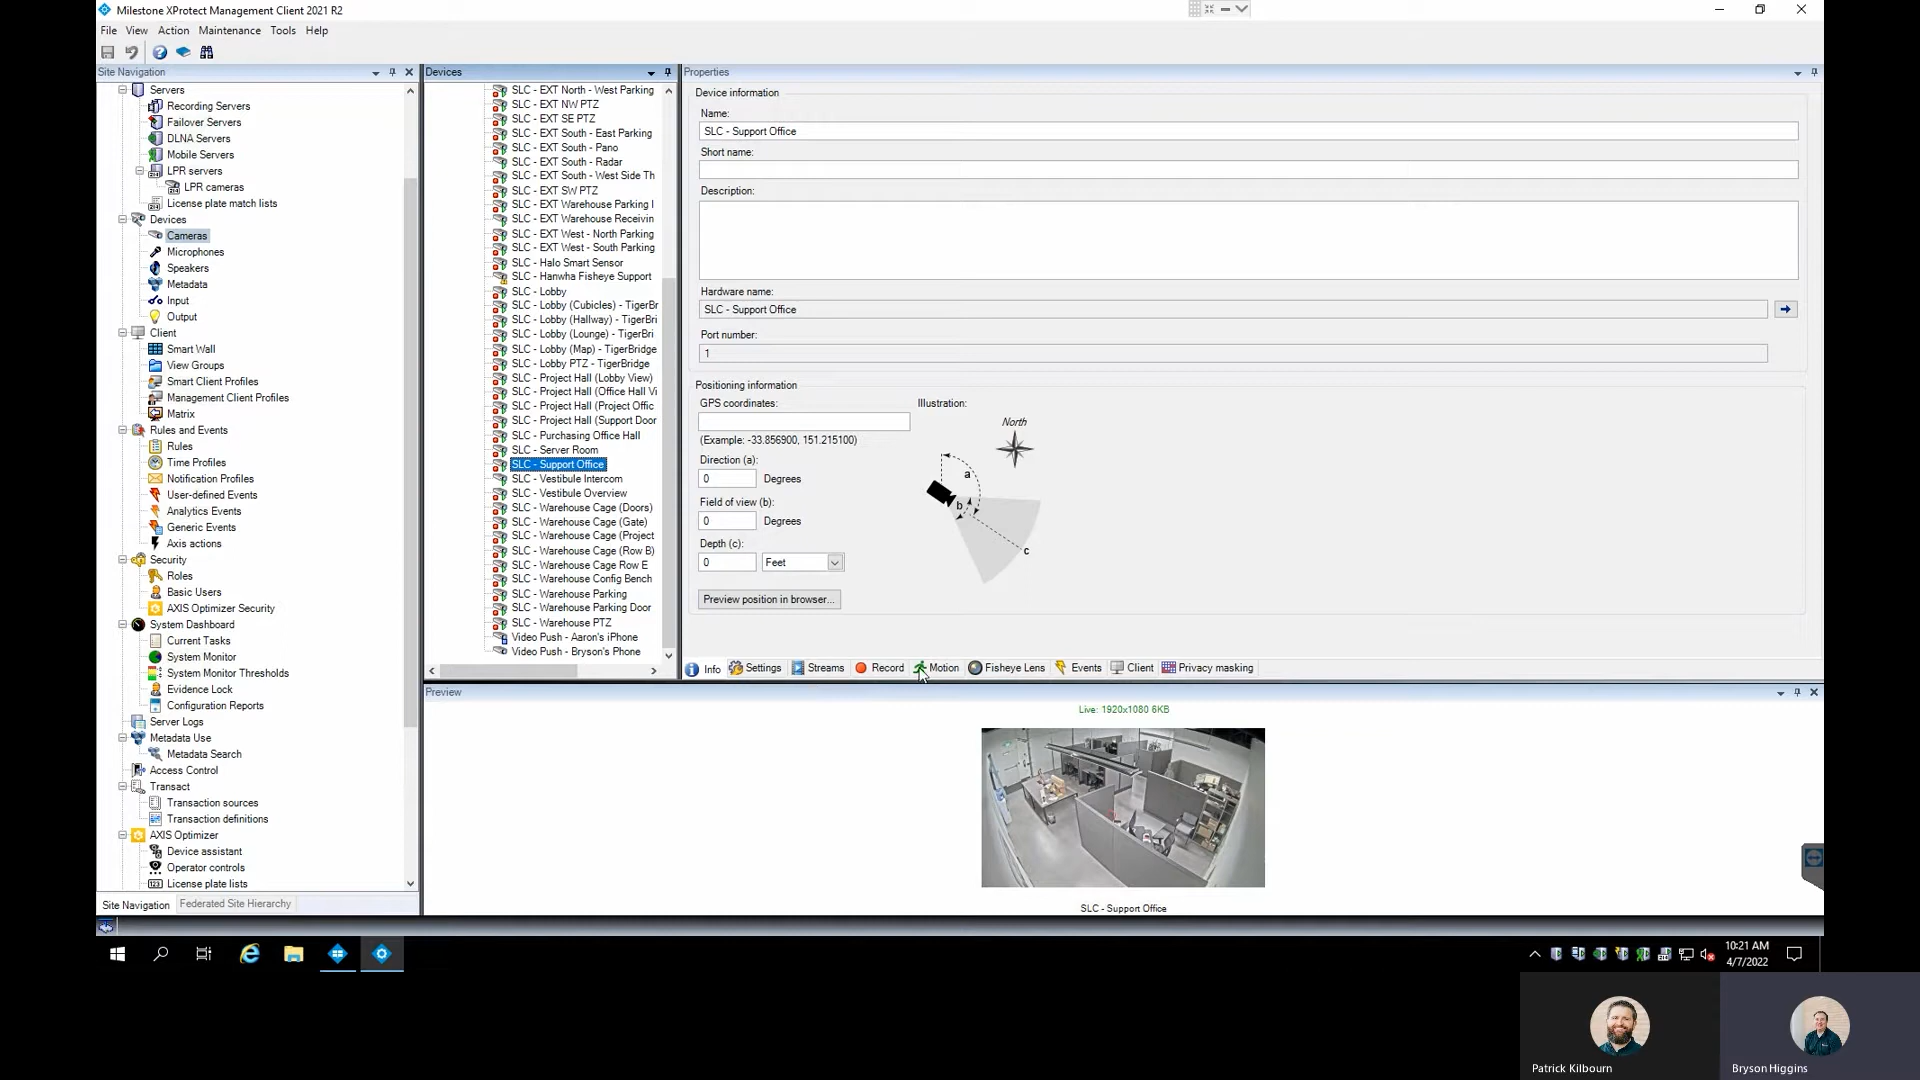 Milestone XProtect Management Client 2021 R2
File View Action Maintenance Tools Help
Site Navigation
Servers
Recording Servers
Failover Servers
DLNA Servers
Mobile Servers
LPR servers
LPR cameras
License plate match lists
Devices
Cameras
Microphones
Speakers
Metadata
Input
Output
Client
Smart Wall
View Groups
Smart Client Profiles
Management Client Profiles
Matrix
Rules and Events
Rules
Time Profiles
Notification Profiles
User-defined Events
Analytics Events
Generic Events
Axis actions
Security
Roles
Basic Users
AXIS Optimizer Security
System Dashboard
Current Tasks
System Monitor
System Monitor Thresholds
Evidence Lock
Configuration Reports
Server Logs
Metadata Use
Metadata Search
Access Control
Transact
Transaction sources
Transaction definitions
AXIS Optimizer
Device assistant
Operator controls
License plate lists
Site Navigation Federated Site Hierarchy
Devices
SLC - EXT North - West Parking
SLC - EXT NW PTZ
SLC - EXT SE PTZ
SLC - EXT South - East Parking
SLC - EXT South - Pano
SLC - EXT South - Radar
SLC - EXT South - West Side Th
SLC - EXT SW PTZ
SLC - EXT Warehouse Parking I
SLC - EXT Warehouse Receivin
SLC - EXT West - North Parking
SLC - EXT West - South Parking
SLC - Halo Smart Sensor
SLC - Hanwha Fisheye Support
SLC - Lobby
SLC - Lobby (Cubicles) - TigerBr
SLC - Lobby (Hallway) - TigerBri
SLC - Lobby (Lounge) - TigerBri
SLC - Lobby (Map) - TigerBridge
SLC - Lobby PTZ - TigerBridge
SLC - Project Hall (Lobby View)
SLC - Project Hall (Office Hall Vi
SLC - Project Hall (Project Offic
SLC - Project Hall (Support Door
SLC - Purchasing Office Hall
SLC - Server Room
SLC - Support Office
SLC - Vestibule Intercom
SLC - Vestibule Overview
SLC - Warehouse Cage (Doors)
SLC - Warehouse Cage (Gate)
SLC - Warehouse Cage (Project
SLC - Warehouse Cage (Row B)
SLC - Warehouse Cage Row E
SLC - Warehouse Config Bench
SLC - Warehouse Parking
SLC - Warehouse Parking Door
SLC - Warehouse PTZ
Video Push - Aaron's iPhone
Video Push - Bryson's Phone
Properties
Device information
Name:
SLC - Support Office
Short name:
Description:
Hardware name:
SLC - Support Office
Port number:
1
Positioning information
GPS coordinates:
Illustration:
North
(Example: -33.856900, 151.215100)
Direction (a):
0 Degrees
Field of view (b):
0 Degrees
Depth (c):
0 Feet
a
b
c
Preview position in browser...
Info Settings Streams Record Motion Fisheye Lens Events Client Privacy masking
Preview
Live: 1920x1080 6KB
SLC - Support Office
10:21 AM
4/7/2022
Patrick Kilbourn
Bryson Higgins